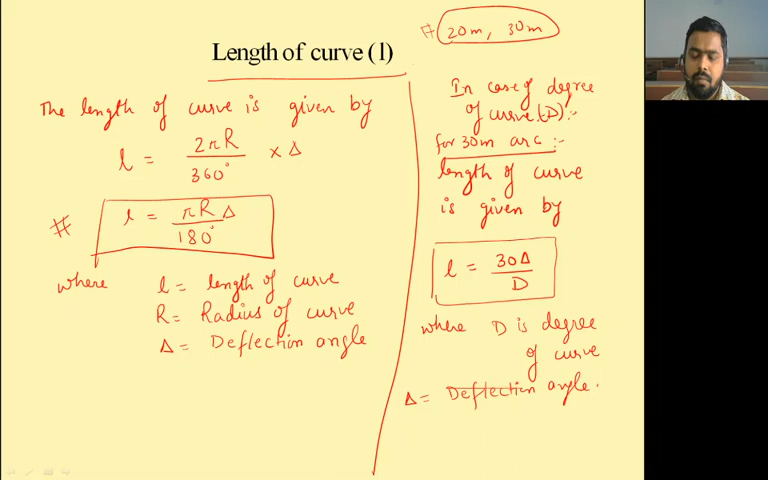 Length of curve (l)
The length of curve is given by
l = 2πR/360° × Δ
# l = πRΔ/180°
where l = length of curve
R = Radius of curve
Δ = Deflection angle
# 20m, 30m
In case of degree
of curve (D) :-
for 30m arc :-
length of curve
is given by
l = 30Δ/D
where D is degree
of curve
Δ = Deflection angle.